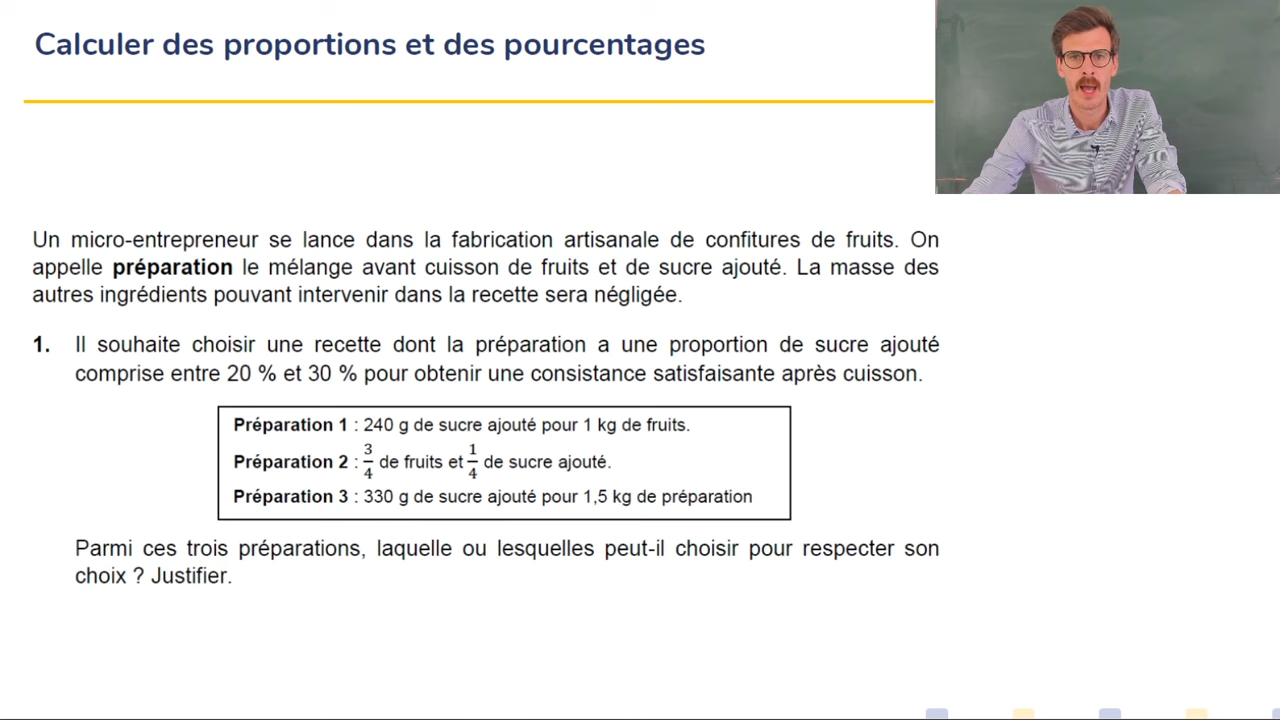 Calculer des proportions et des pourcentages
Un micro-entrepreneur se lance dans la fabrication artisanale de confitures de fruits. On
appelle préparation le mélange avant cuisson de fruits et de sucre ajouté. La masse des
autres ingrédients pouvant intervenir dans la recette sera négligée.
1. Il souhaite choisir une recette dont la préparation a une proportion de sucre ajouté
comprise entre 20 % et 30 % pour obtenir une consistance satisfaisante après cuisson.
Préparation 1 : 240 g de sucre ajouté pour 1 kg de fruits.
Préparation 2 : 3/4 de fruits et 1/4 de sucre ajouté.
Préparation 3 : 330 g de sucre ajouté pour 1,5 kg de préparation
Parmi ces trois préparations, laquelle ou lesquelles peut-il choisir pour respecter son
choix ? Justifier.